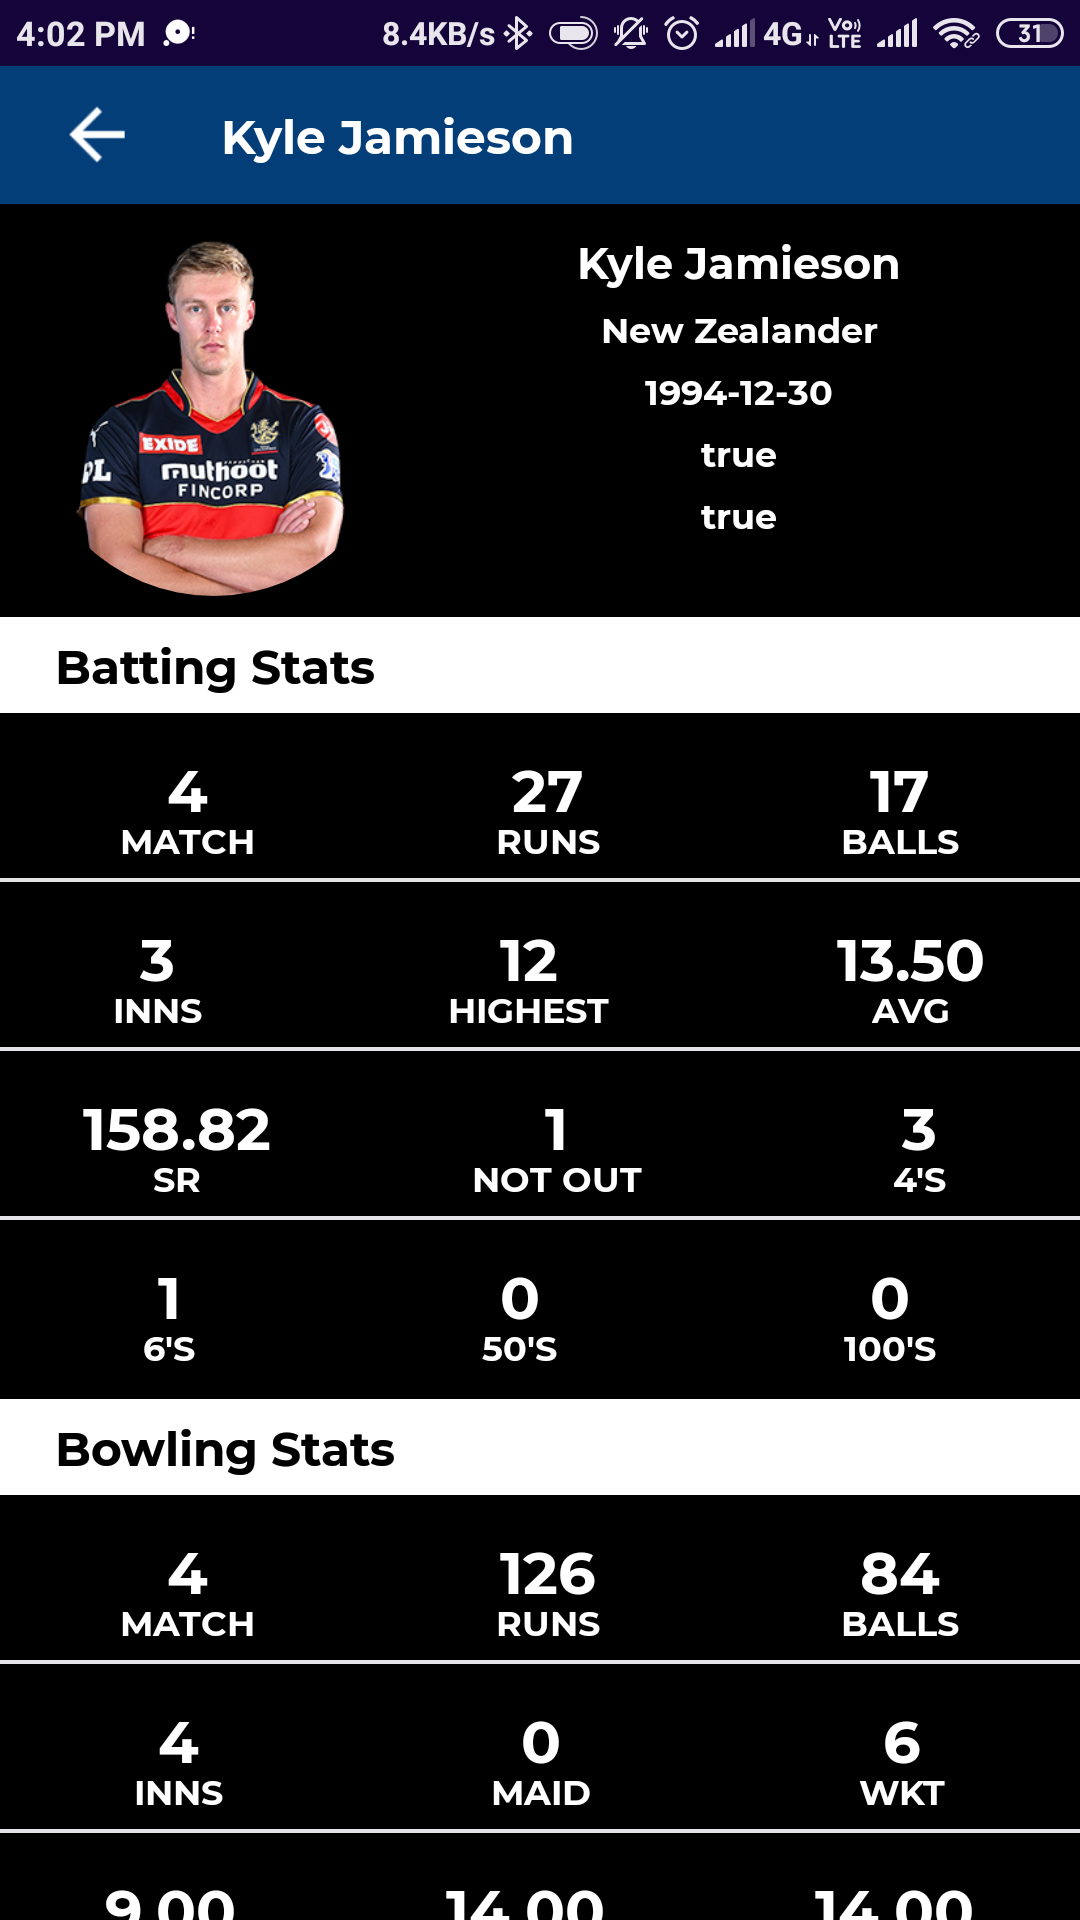 4:02 PM 8.4KB/s 4G VoLTE 31
Kyle Jamieson
Kyle Jamieson
New Zealander
1994-12-30
true
true
EXIDE
PL
muthoot
FINCORP
Batting Stats
4 27 17
MATCH RUNS BALLS
3 12 13.50
INNS HIGHEST AVG
158.82 1 3
SR NOT OUT 4'S
1 0 0
6'S 50'S 100'S
Bowling Stats
4 126 84
MATCH RUNS BALLS
4 0 6
INNS MAID WKT
9.00 14.00 14.00